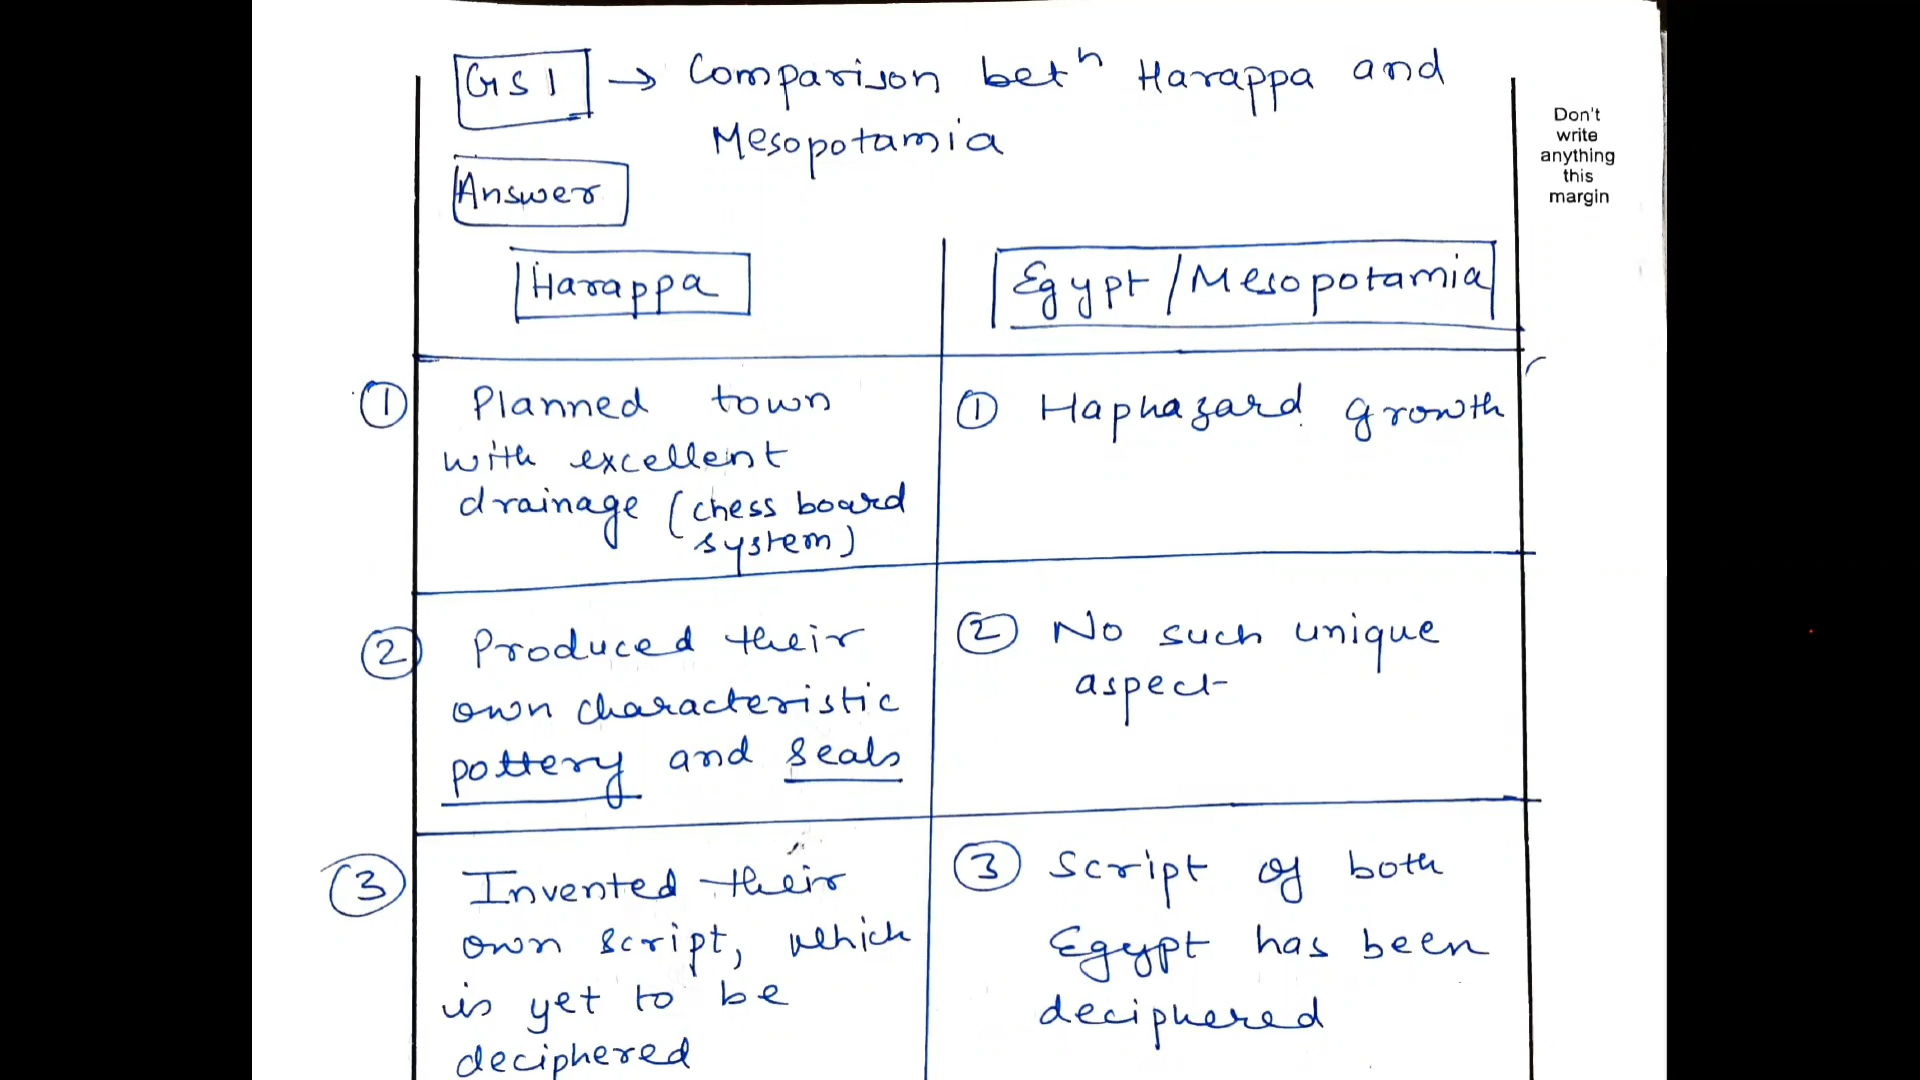 GS1 → Comparison betⁿ Harappa and
Mesopotamia
Don't
write
anything
this
margin
Answer
Harappa
Egypt/Mesopotamia
① Planned town
with excellent
drainage (chess board
system)
① Haphazard growth
② Produced their
own characteristic
pottery and seals
② No such unique
aspect
③ Invented their
own script, which
is yet to be
deciphered
③ Script of both
Egypt has been
deciphered